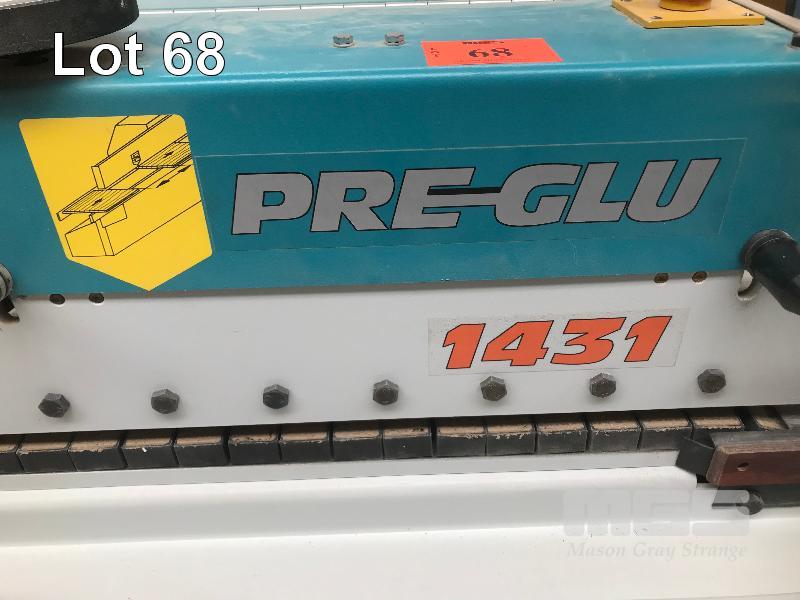 Lot 68
68
PRE-GLU
1431
MGS
Mason Gray Strange